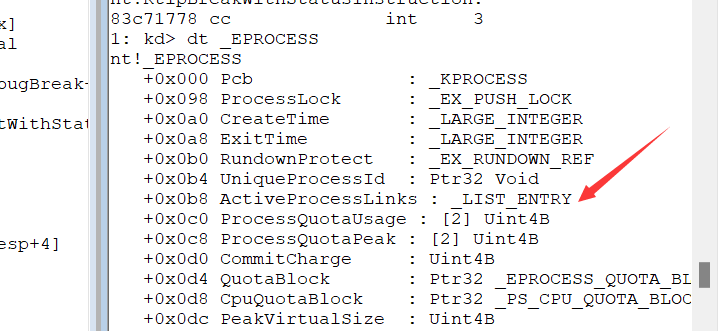 nt!RtlpBreakWithStatusInstruction:
x] 83c71778 cc int 3
al 1: kd> dt _EPROCESS
nt!_EPROCESS
+0x000 Pcb : _KPROCESS
ougBreak- +0x098 ProcessLock : _EX_PUSH_LOCK
+0x0a0 CreateTime : _LARGE_INTEGER
tWithStat +0x0a8 ExitTime : _LARGE_INTEGER
+0x0b0 RundownProtect : _EX_RUNDOWN_REF
+0x0b4 UniqueProcessId : Ptr32 Void
+0x0b8 ActiveProcessLinks : _LIST_ENTRY
+0x0c0 ProcessQuotaUsage : [2] Uint4B
esp+4] +0x0c8 ProcessQuotaPeak : [2] Uint4B
+0x0d0 CommitCharge : Uint4B
+0x0d4 QuotaBlock : Ptr32 _EPROCESS_QUOTA_BL
+0x0d8 CpuQuotaBlock : Ptr32 _PS_CPU_QUOTA_BLOC
+0x0dc PeakVirtualSize : Uint4B